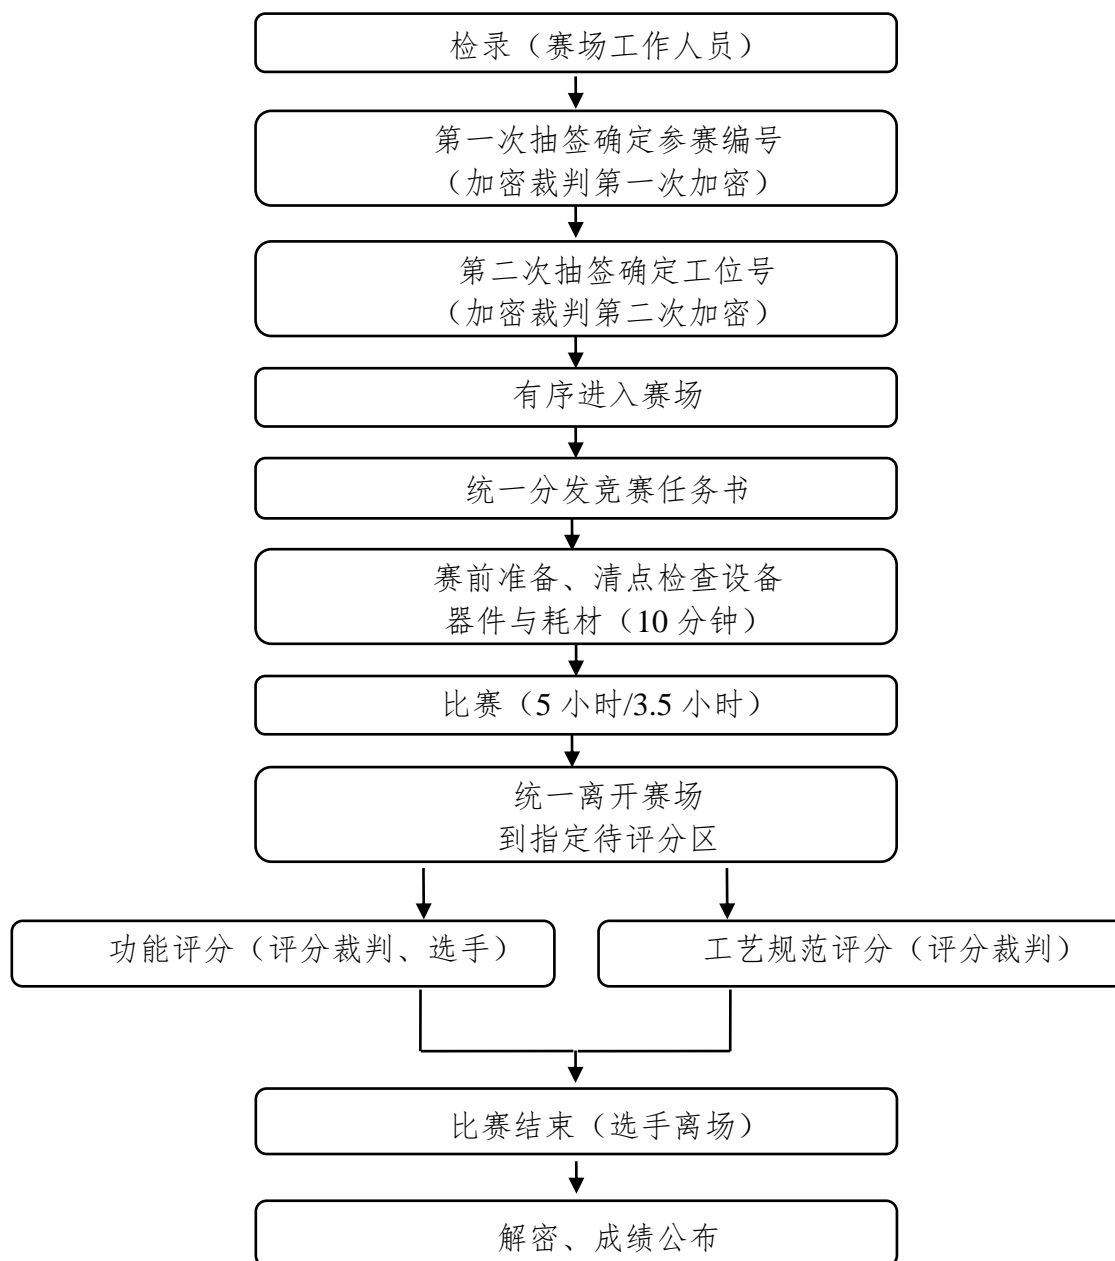 检录（赛场工作人员）
第一次抽签确定参赛编号
（加密裁判第一次加密）
第二次抽签确定工位号
（加密裁判第二次加密）
有序进入赛场
统一分发竞赛任务书
赛前准备、清点检查设备
器件与耗材（10 分钟）
比赛（5 小时/3.5 小时）
统一离开赛场
到指定待评分区
功能评分（评分裁判、选手）
工艺规范评分（评分裁判）
比赛结束（选手离场）
解密、成绩公布